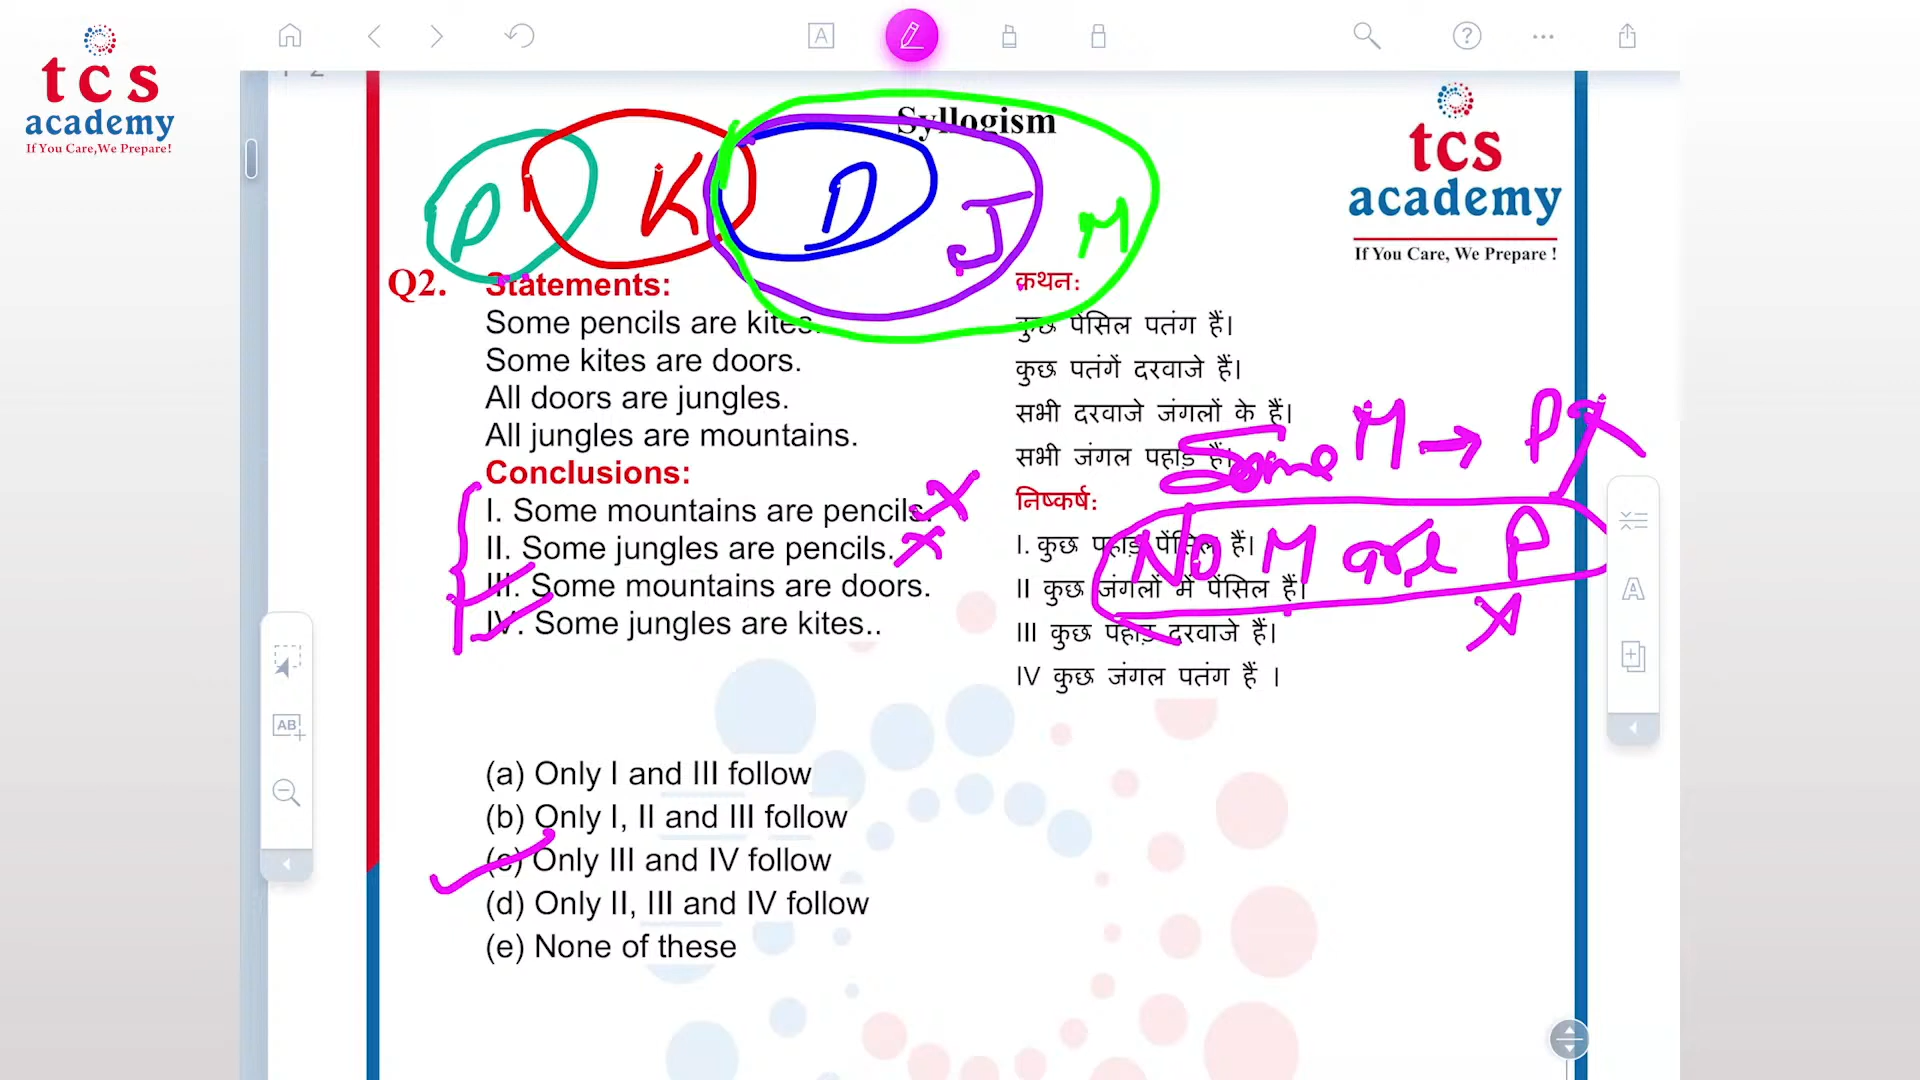 tcs
academy
If You Care,We Prepare!
A
?
Syllogism
P K D J M
tcs
academy
If You Care, We Prepare !
Q2. Statements:
Some pencils are kites.
Some kites are doors.
All doors are jungles.
All jungles are mountains.
Conclusions:
I. Some mountains are pencils.
II. Some jungles are pencils.
III. Some mountains are doors.
IV. Some jungles are kites..
कथन:
कुछ पेंसिल पतंग हैं।
कुछ पतंगें दरवाजे हैं।
सभी दरवाजे जंगलों के हैं।
सभी जंगल पहाड़ हैं।
Some M → P
निष्कर्ष:
No M are P
I. कुछ पहाड़ पेंसिल हैं।
II कुछ जंगलों में पेंसिल हैं।
III कुछ पहाड़ दरवाजे हैं।
IV कुछ जंगल पतंग हैं ।
(a) Only I and III follow
(b) Only I, II and III follow
(c) Only III and IV follow
(d) Only II, III and IV follow
(e) None of these
AB
A